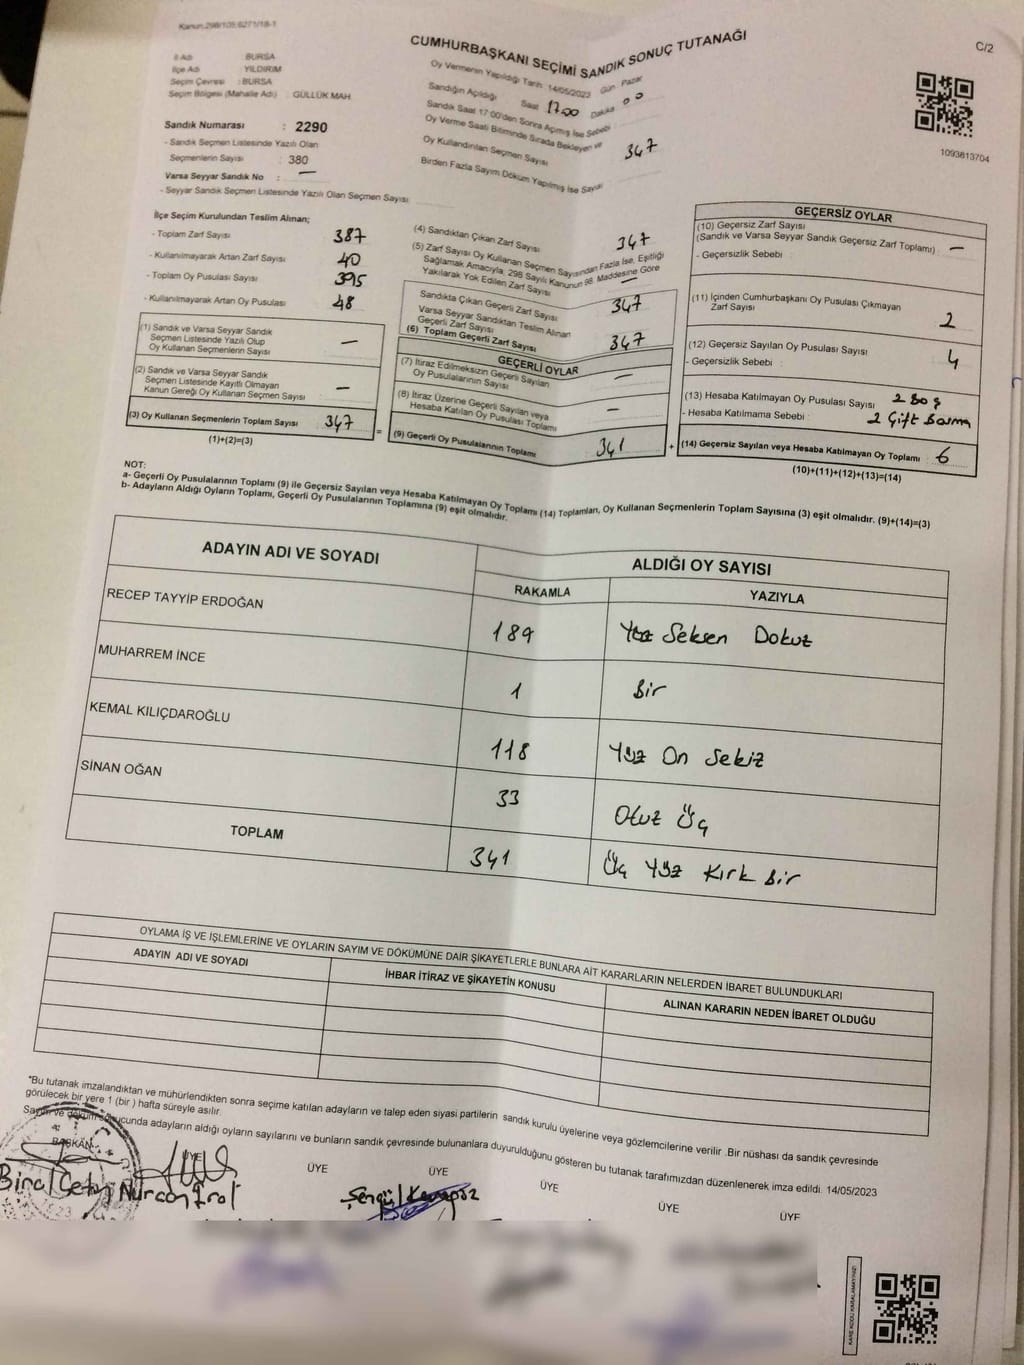 Kanun:298/105;6271/18-1
C/2
CUMHURBAŞKANI SEÇİMİ SANDIK SONUÇ TUTANAĞI
İl Adı : BURSA
İlçe Adı : YILDIRIM
Seçim Çevresi : BURSA
Seçim Bölgesi (Mahalle Adı) : GÜLLÜK MAH.
Sandık Numarası : 2290
- Sandık Seçmen Listesinde Yazılı Olan
Seçmenlerin Sayısı : 380
Varsa Seyyar Sandık No : —
- Seyyar Sandık Seçmen Listesinde Yazılı Olan Seçmen Sayısı
Oy Vermenin Yapıldığı Tarih 14/05/2023 Gün Pazar
Sandığın Açıldığı Saat 17.00 Dakika 00
Sandık Saat 17:00'den Sonra Açılmış İse Sebebi
Oy Verme Saati Bitiminde Sırada Bekleyen ve
Oy Kullandırılan Seçmen Sayısı 347
Birden Fazla Sayım Döküm Yapılmış İse Sayısı
1093813704
İlçe Seçim Kurulundan Teslim Alınan;
- Toplam Zarf Sayısı 387
- Kullanılmayarak Artan Zarf Sayısı 40
- Toplam Oy Pusulası Sayısı 395
- Kullanılmayarak Artan Oy Pusulası 48
(1) Sandık ve Varsa Seyyar Sandık
Seçmen Listesinde Yazılı Olup
Oy Kullanan Seçmenlerin Sayısı —
(2) Sandık ve Varsa Seyyar Sandık
Seçmen Listesinde Kayıtlı Olmayan
Kanun Gereği Oy Kullanan Seçmen Sayısı —
(3) Oy Kullanan Seçmenlerin Toplam Sayısı 347
(1)+(2)=(3)
=
(4) Sandıktan Çıkan Zarf Sayısı 347
(5) Zarf Sayısı Oy Kullanan Seçmen Sayısından Fazla İse, Eşitliği
Sağlamak Amacıyla, 298 Sayılı Kanunun 98. Maddesine Göre
Yakılarak Yok Edilen Zarf Sayısı —
Sandıkta Çıkan Geçerli Zarf Sayısı 347
Varsa Seyyar Sandıktan Teslim Alınan
Geçerli Zarf Sayısı
(6) Toplam Geçerli Zarf Sayısı 347
GEÇERLİ OYLAR
(7) İtiraz Edilmeksizin Geçerli Sayılan
Oy Pusulalarının Sayısı —
(8) İtiraz Üzerine Geçerli Sayılan veya
Hesaba Katılan Oy Pusulası Toplamı —
(9) Geçerli Oy Pusulalarının Toplamı 341
+
GEÇERSİZ OYLAR
(10) Geçersiz Zarf Sayısı
(Sandık ve Varsa Seyyar Sandık Geçersiz Zarf Toplamı) —
- Geçersizlik Sebebi
(11) İçinden Cumhurbaşkanı Oy Pusulası Çıkmayan
Zarf Sayısı 2
(12) Geçersiz Sayılan Oy Pusulası Sayısı 4
- Geçersizlik Sebebi :
(13) Hesaba Katılmayan Oy Pusulası Sayısı 2 Boş
- Hesaba Katılmama Sebebi : 2 Çift Basma
(14) Geçersiz Sayılan veya Hesaba Katılmayan Oy Toplamı 6
(10)+(11)+(12)+(13)=(14)
NOT:
a- Geçerli Oy Pusulalarının Toplamı (9) ile Geçersiz Sayılan veya Hesaba Katılmayan Oy Toplamı (14) Toplamları, Oy Kullanan Seçmenlerin Toplam Sayısına (3) eşit olmalıdır. (9)+(14)=(3)
b- Adayların Aldığı Oyların Toplamı, Geçerli Oy Pusulalarının Toplamına (9) eşit olmalıdır.
ADAYIN ADI VE SOYADI
ALDIĞI OY SAYISI
RAKAMLA YAZIYLA
RECEP TAYYİP ERDOĞAN 189 Yüz Seksen Dokuz
MUHARREM İNCE 1 Bir
KEMAL KILIÇDAROĞLU 118 Yüz On Sekiz
SİNAN OĞAN 33 Otuz Üç
TOPLAM 341 Üç Yüz Kırk Bir
OYLAMA İŞ VE İŞLEMLERİNE VE OYLARIN SAYIM VE DÖKÜMÜNE DAİR ŞİKAYETLERLE BUNLARA AİT KARARLARIN NELERDEN İBARET BULUNDUKLARI
ADAYIN ADI VE SOYADI
İHBAR İTİRAZ VE ŞİKAYETİN KONUSU
ALINAN KARARIN NEDEN İBARET OLDUĞU
*Bu tutanak imzalandıktan ve mühürlendikten sonra seçime katılan adayların ve talep eden siyasi partilerin sandık kurulu üyelerine veya gözlemcilerine verilir .Bir nüshası da sandık çevresinde
görülecek bir yere 1 (bir ) hafta süreyle asılır.
Sayım ve döküm sonucunda adayların aldığı oyların sayılarını ve bunların sandık çevresinde bulunanlara duyurulduğunu gösteren bu tutanak tarafımızdan düzenlenerek imza edildi. 14/05/2023
BAŞKAN ÜYE ÜYE ÜYE ÜYE ÜYE ÜYE
Birol Çetin Nurcan Erol Şengül